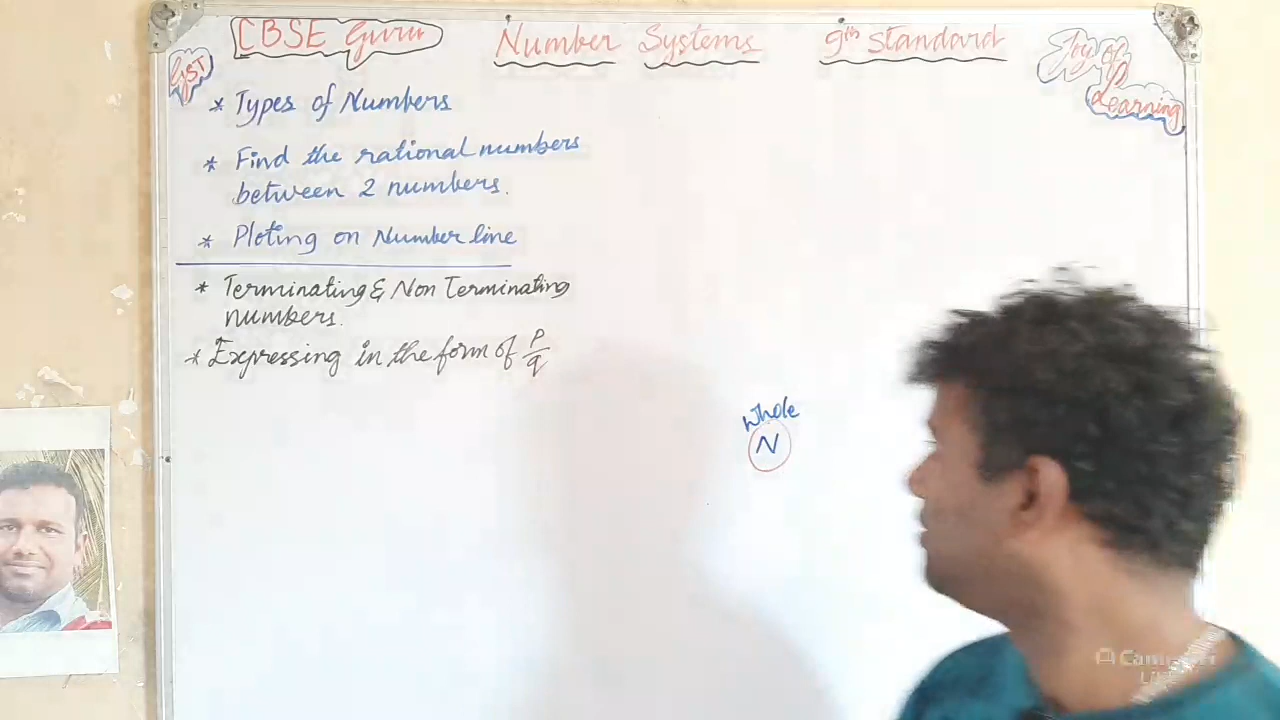 CBSE Guru
Number Systems
9th Standard
GST
Joy of
Learning
* Types of Numbers
* Find the rational numbers
between 2 numbers.
* Ploting on Number line
* Terminating & Non Terminating
numbers.
* Expressing in the form of P/q
Whole
N